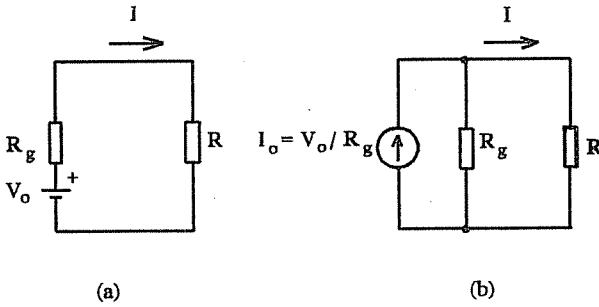 I
I
R_g
R
V_o
+
I_o = V_o / R_g
R_g
R
(a)
(b)